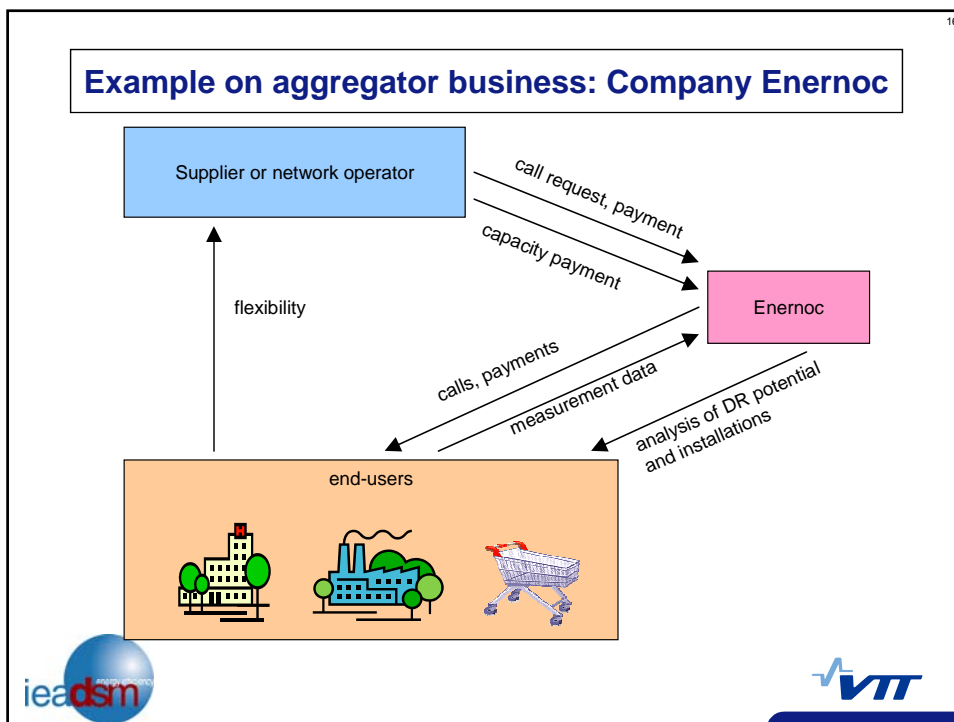 16
Example on aggregator business: Company Enernoc
Supplier or network operator
call request, payment
capacity payment
flexibility
Enernoc
calls, payments
measurement data
analysis of DR potential
and installations
end-users
H
energy efficiency
ieadsm
VTT